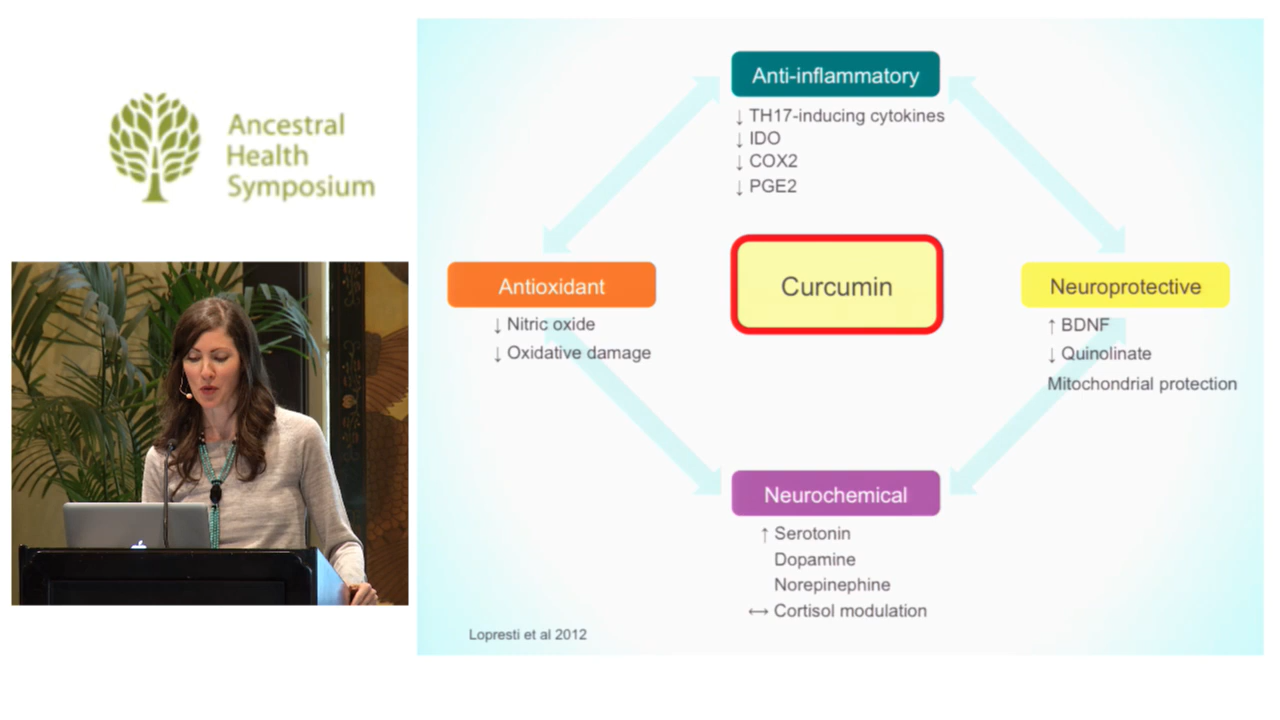 Ancestral
Health
Symposium
Anti-inflammatory
↓ TH17-inducing cytokines
↓ IDO
↓ COX2
↓ PGE2
Antioxidant
↓ Nitric oxide
↓ Oxidative damage
Curcumin
Neuroprotective
↑ BDNF
↓ Quinolinate
Mitochondrial protection
Neurochemical
↑ Serotonin
Dopamine
Norepinephine
↔ Cortisol modulation
Lopresti et al 2012